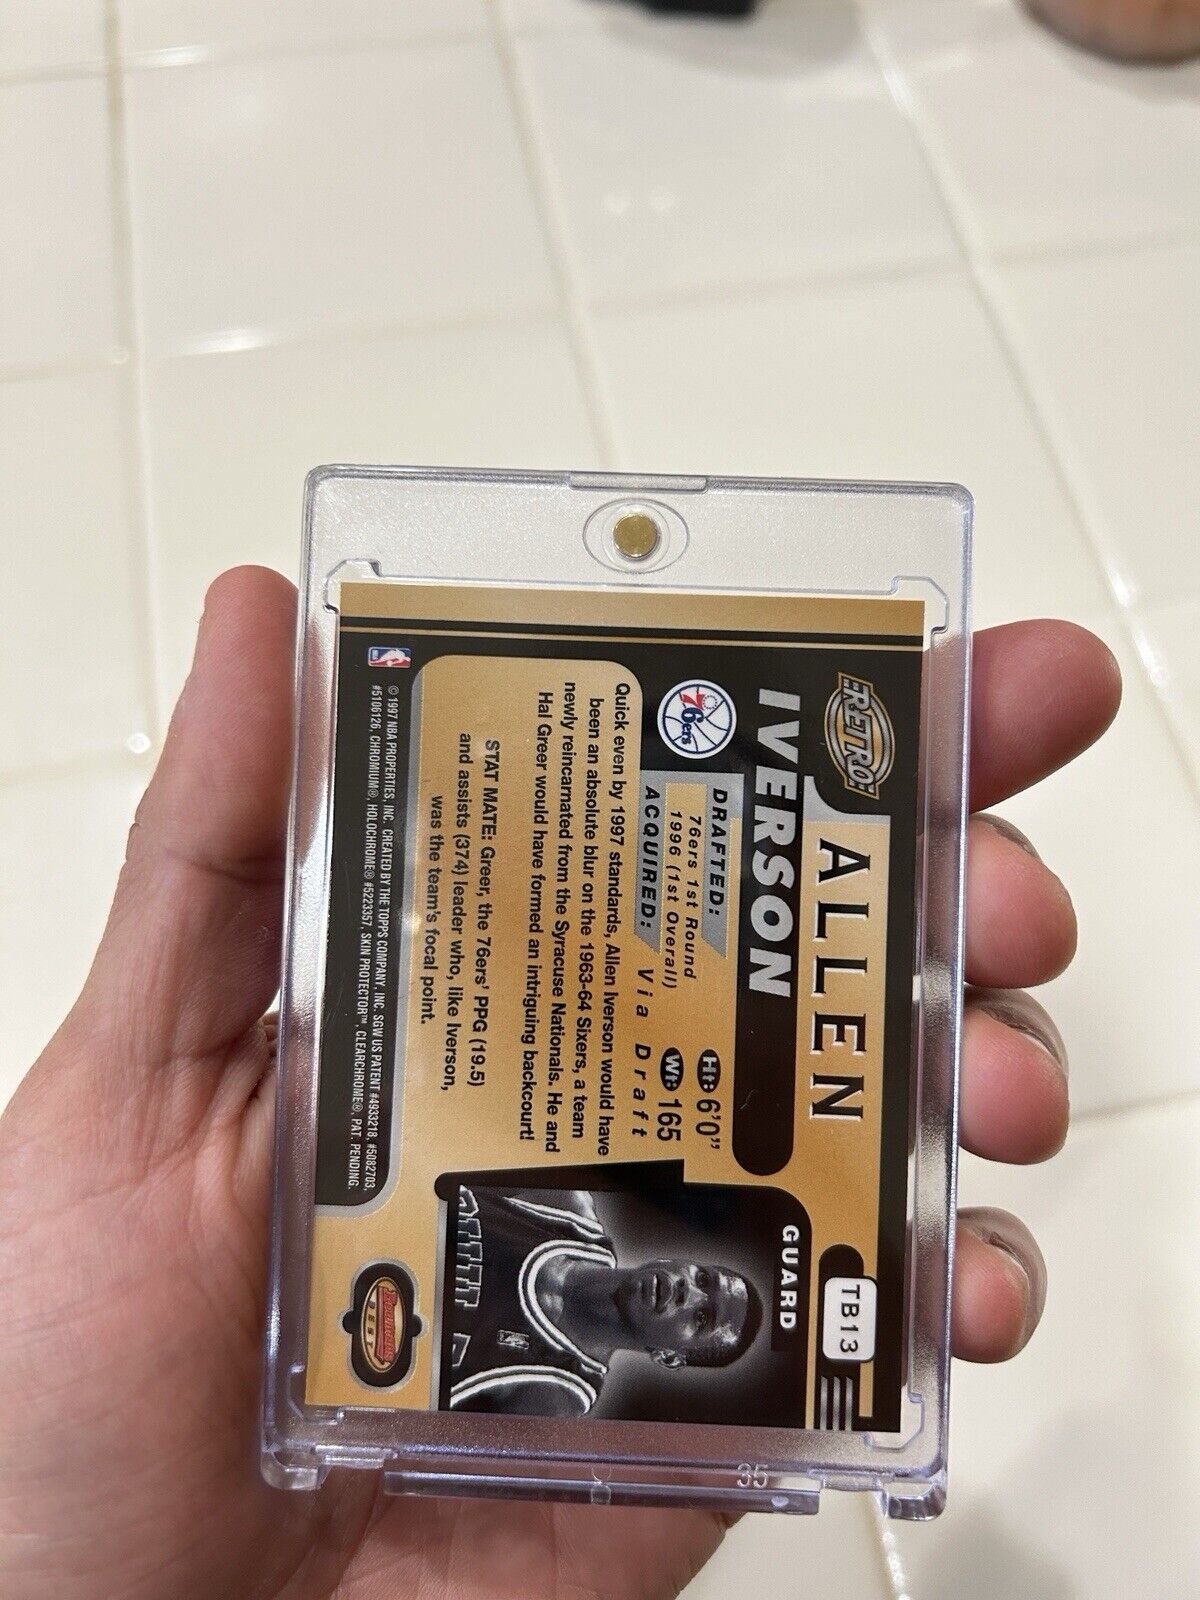 RETRO
ALLEN
IVERSON
TB13
GUARD
76ers
DRAFTED:
76ers 1st Round
1996 (1st Overall)
ACQUIRED: Via Draft
HT: 6'0"
WT: 165
Quick even by 1997 standards, Allen Iverson would have
been an absolute blur on the 1963-64 Sixers, a team
newly reincarnated from the Syracuse Nationals. He and
Hal Greer would have formed an intriguing backcourt!
STAT MATE: Greer, the 76ers' PPG (19.5)
and assists (374) leader who, like Iverson,
was the team's focal point.
© 1997 NBA PROPERTIES, INC. CREATED BY THE TOPPS COMPANY, INC. SGW US PATENT #4933218, #5082703,
#5106126, CHROMIUM®, HOLOCHROME® #5223357, SKIN PROTECTOR™, CLEARCHROME®, PAT. PENDING.
Bowman's
BEST
35